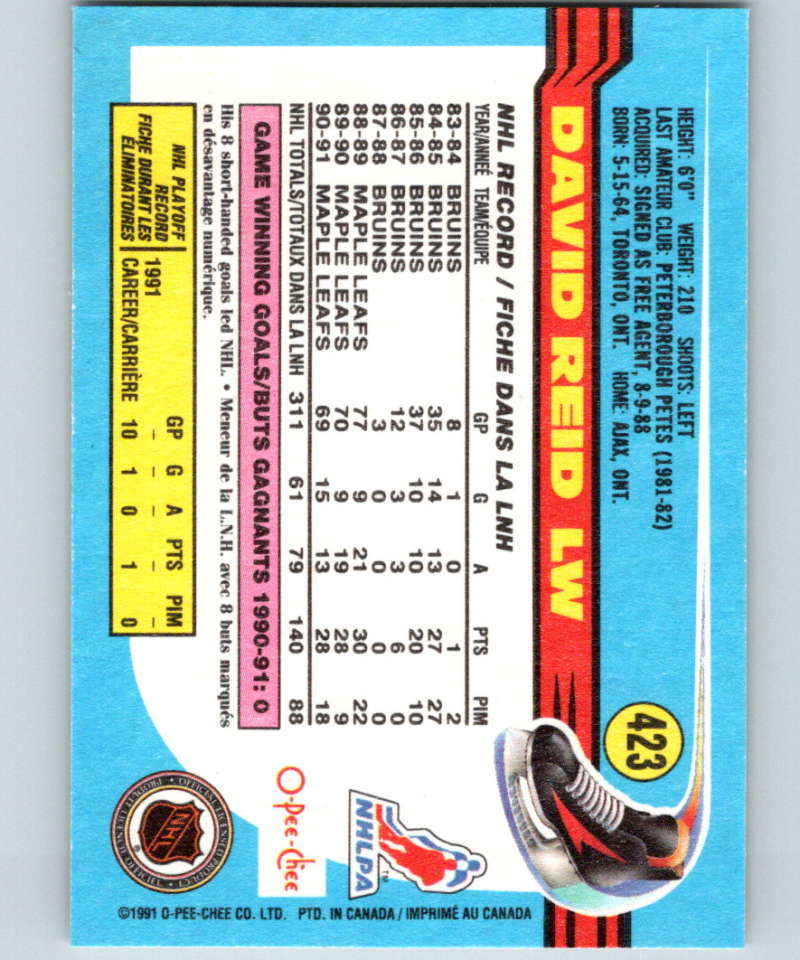 HEIGHT: 6'0" WEIGHT: 210 SHOOTS: LEFT
LAST AMATEUR CLUB: PETERBOROUGH PETES (1981-82)
ACQUIRED: SIGNED AS FREE AGENT, 8-9-88
BORN: 5-15-64, TORONTO, ONT. HOME: AJAX, ONT.
423
DAVID REID LW
NHL RECORD / FICHE DANS LA LNH
YEAR/ANNÉE TEAM/ÉQUIPE GP G A PTS PIM
83-84 BRUINS 8 1 0 1 2
84-85 BRUINS 35 14 13 27 27
85-86 BRUINS 37 10 10 20 10
86-87 BRUINS 12 3 3 6 0
87-88 BRUINS 3 0 0 0 0
88-89 MAPLE LEAFS 77 9 21 30 22
89-90 MAPLE LEAFS 70 9 19 28 9
90-91 MAPLE LEAFS 69 15 13 28 18
NHL TOTALS/TOTAUX DANS LA LNH 311 61 79 140 88
GAME WINNING GOALS/BUTS GAGNANTS 1990-91: 0
His 8 short-handed goals led NHL. • Meneur de la L.N.H. avec 8 buts marqués
en désavantage numérique.
NHL PLAYOFF RECORD
FICHE DURANT LES ÉLIMINATOIRES
GP G A PTS PIM
1991 – – – – –
CAREER/CARRIÈRE 10 1 0 1 0
NHLPA
TM
O-Pee-Chee
NHL
®
• OFFICIAL LICENSED PRODUCT •
PRODUIT LICENCIÉ OFFICIEL
©1991 O-PEE-CHEE CO. LTD. PTD. IN CANADA / IMPRIMÉ AU CANADA